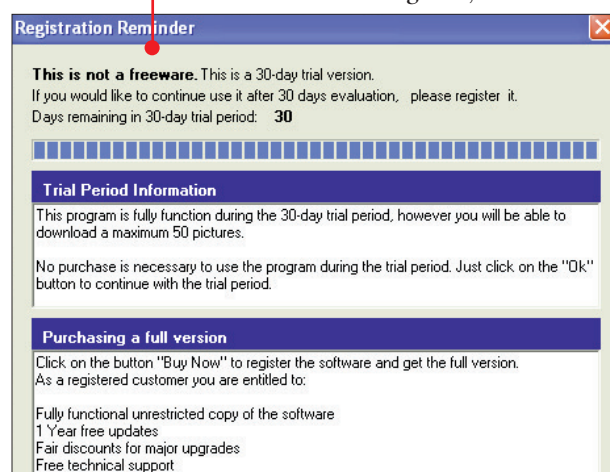 Registration Reminder
This is not a freeware. This is a 30-day trial version.
If you would like to continue use it after 30 days evaluation, please register it.
Days remaining in 30-day trial period: 30
Trial Period Information
This program is fully function during the 30-day trial period, however you will be able to
download a maximum 50 pictures.
No purchase is necessary to use the program during the trial period. Just click on the "Ok"
button to continue with the trial period.
Purchasing a full version
Click on the button "Buy Now" to register the software and get the full version.
As a registered customer you are entitled to:
Fully functional unrestricted copy of the software
1 Year free updates
Fair discounts for major upgrades
Free technical support